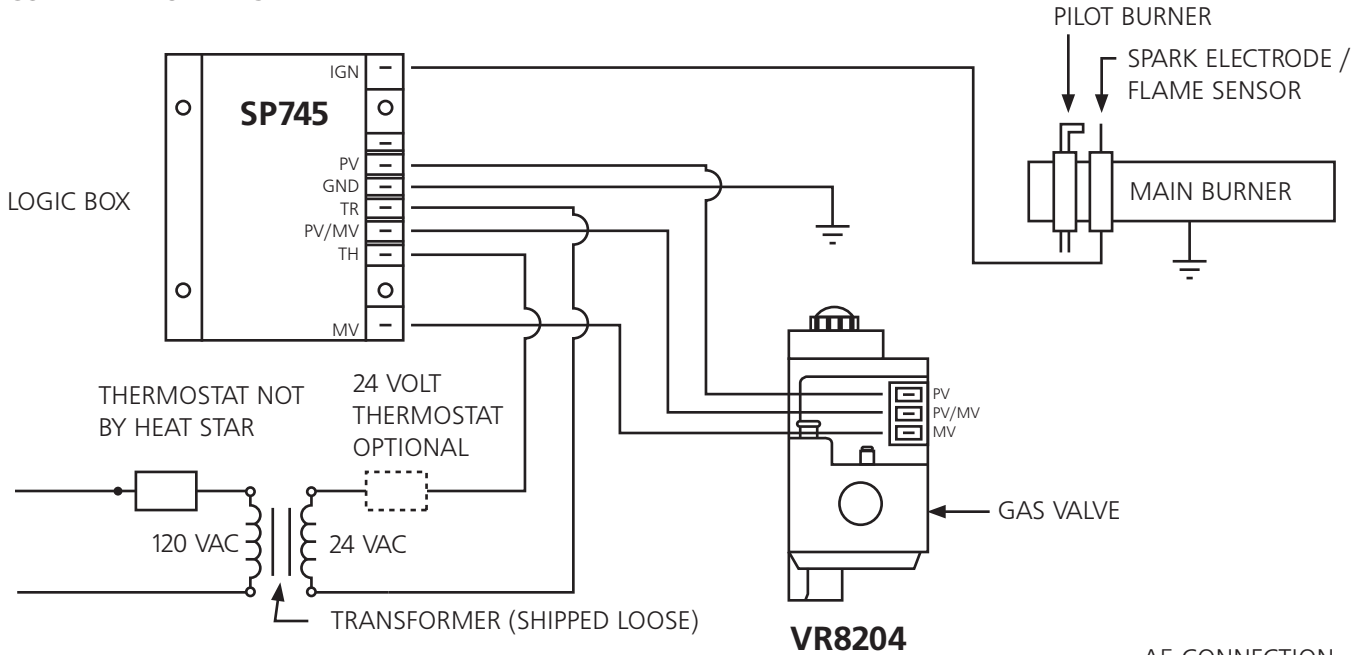 PILOT BURNER
SPARK ELECTRODE /
FLAME SENSOR
IGN
SP745
PV
GND
TR
PV/MV
TH
MV
LOGIC BOX
MAIN BURNER
THERMOSTAT NOT
BY HEAT STAR
24 VOLT
THERMOSTAT
OPTIONAL
PV
PV/MV
MV
GAS VALVE
120 VAC
24 VAC
TRANSFORMER (SHIPPED LOOSE)
VR8204